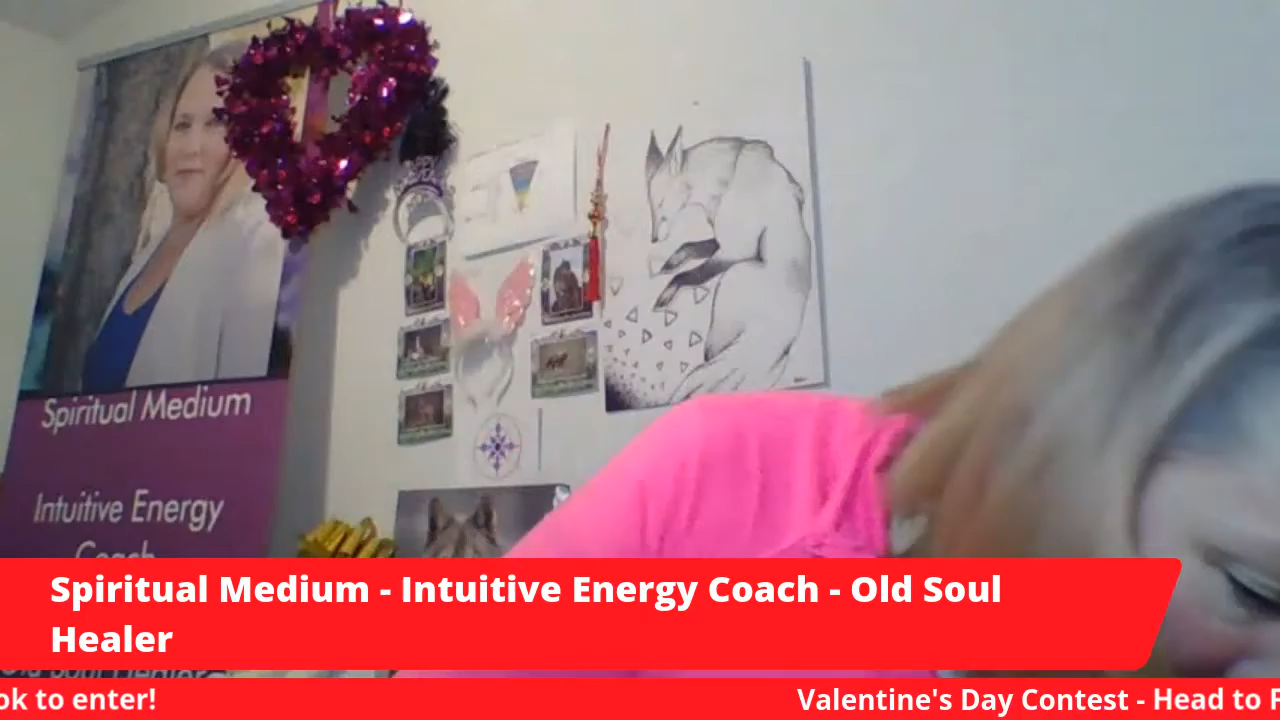 Spiritual Medium
Intuitive Energy
Coach
Spiritual Medium - Intuitive Energy Coach - Old Soul
Healer
ok to enter!
Valentine's Day Contest - Head to F